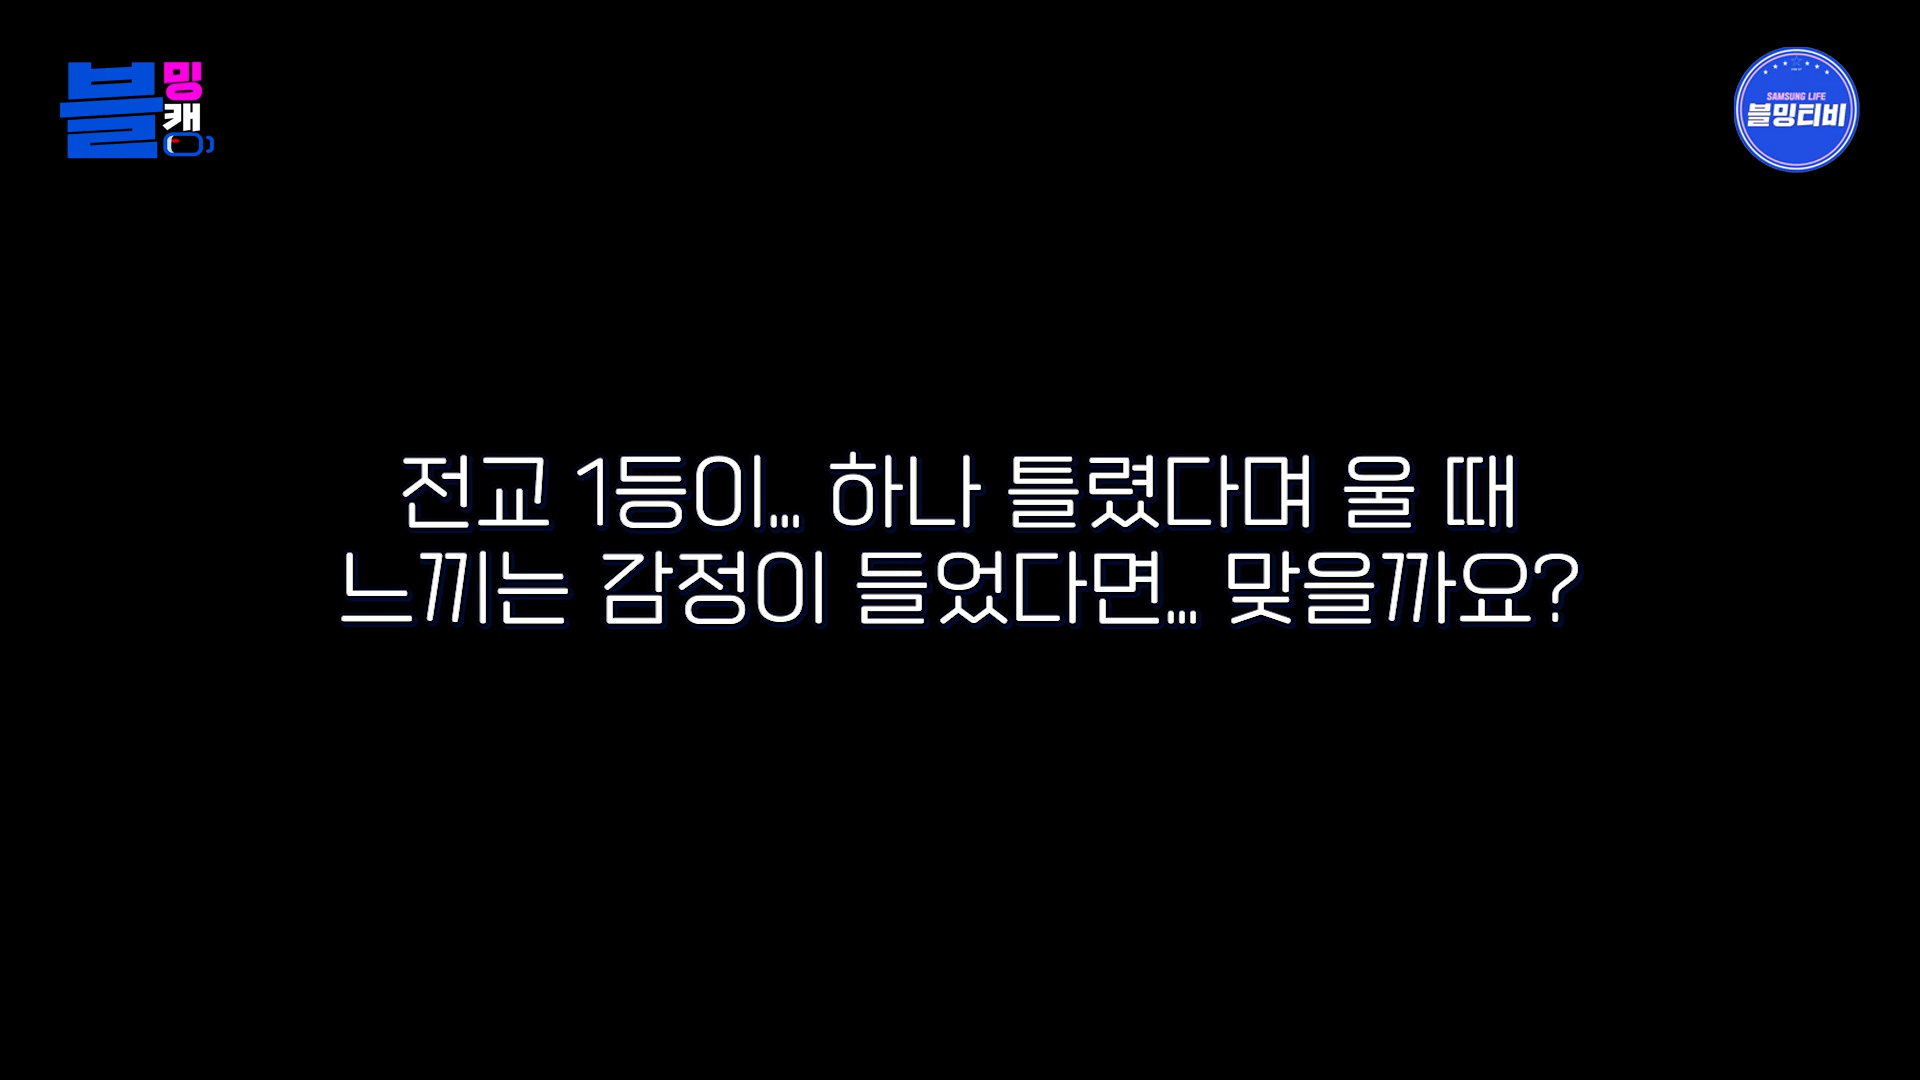 블밍캠
SAMSUNG LIFE
블밍티비
전교 1등이... 하나 틀렸다며 울 때
느끼는 감정이 들었다면... 맞을까요?